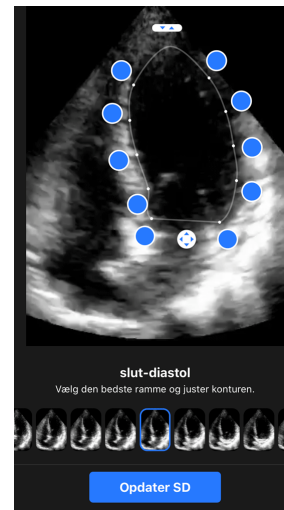 slut-diastol
Vælg den bedste ramme og juster konturen.
Opdater SD